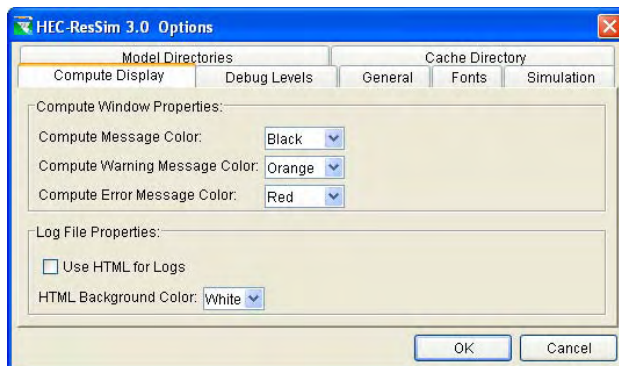 HEC-ResSim 3.0 Options
Model Directories Cache Directory
Compute Display Debug Levels General Fonts Simulation
Compute Window Properties:
Compute Message Color: Black
Compute Warning Message Color: Orange
Compute Error Message Color: Red
Log File Properties:
Use HTML for Logs
HTML Background Color: White
OK Cancel